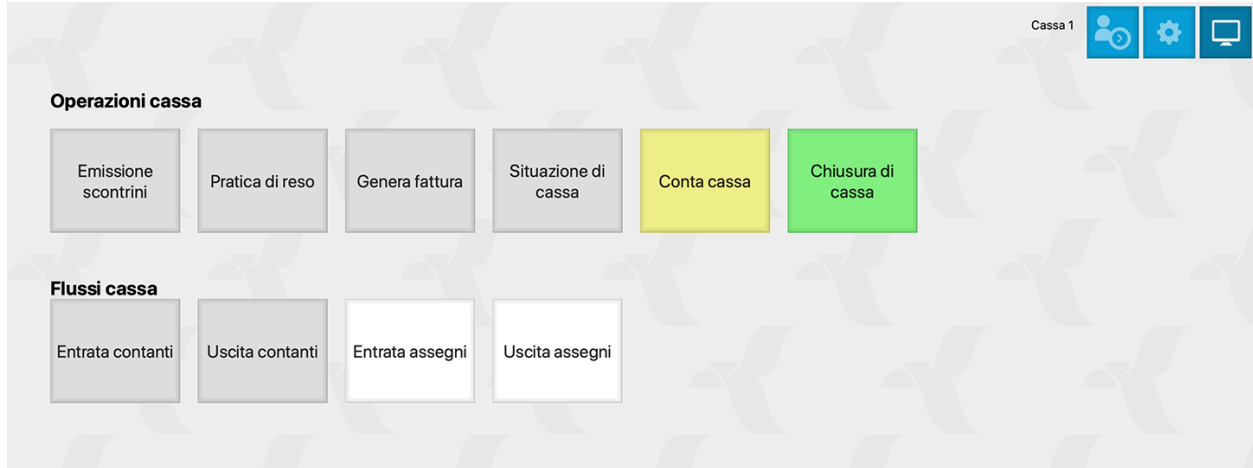 Cassa 1
Operazioni cassa
Emissione
scontrini
Pratica di reso
Genera fattura
Situazione di
cassa
Conta cassa
Chiusura di
cassa
Flussi cassa
Entrata contanti
Uscita contanti
Entrata assegni
Uscita assegni